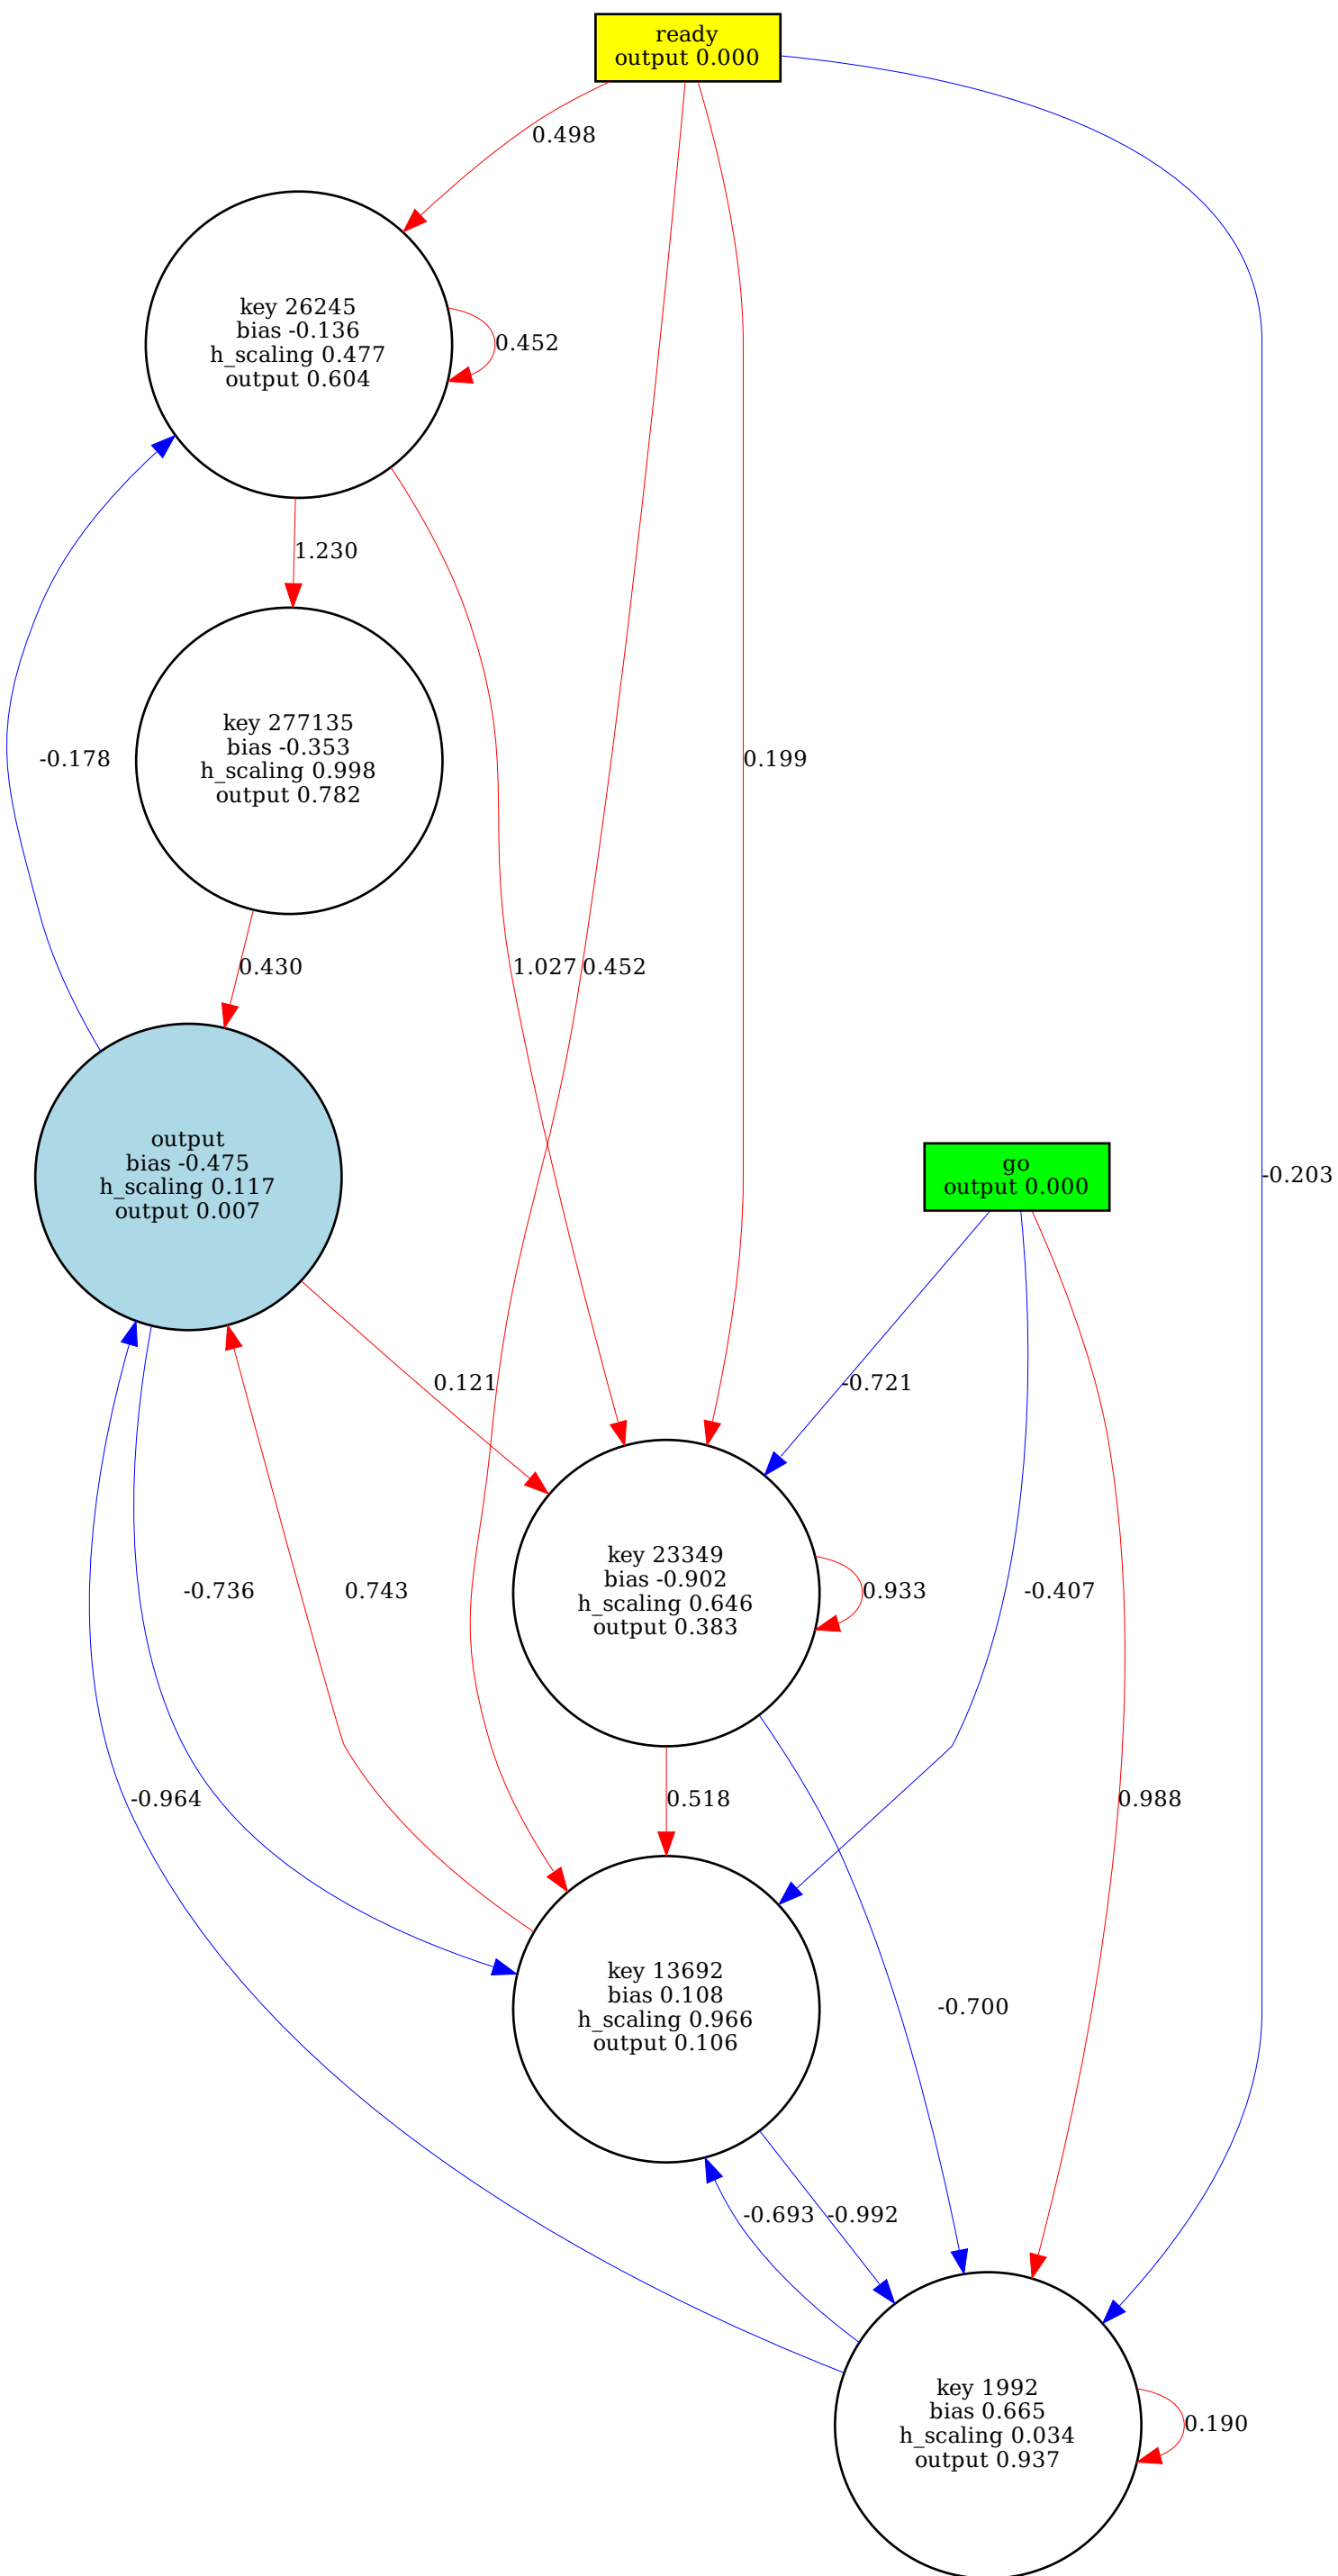 ready
output 0.000
0.498
key 26245
bias -0.136
h_scaling 0.477
output 0.604
0.452
1.230
key 277135
bias -0.353
h_scaling 0.998
output 0.782
-0.178
0.199
0.430
1.027
0.452
output
bias -0.475
h_scaling 0.117
output 0.007
go
output 0.000
-0.203
0.121
-0.721
key 23349
bias -0.902
h_scaling 0.646
output 0.383
-0.736
0.743
0.933
-0.407
-0.964
0.518
0.988
key 13692
bias 0.108
h_scaling 0.966
output 0.106
-0.700
-0.693
-0.992
key 1992
bias 0.665
h_scaling 0.034
output 0.937
0.190